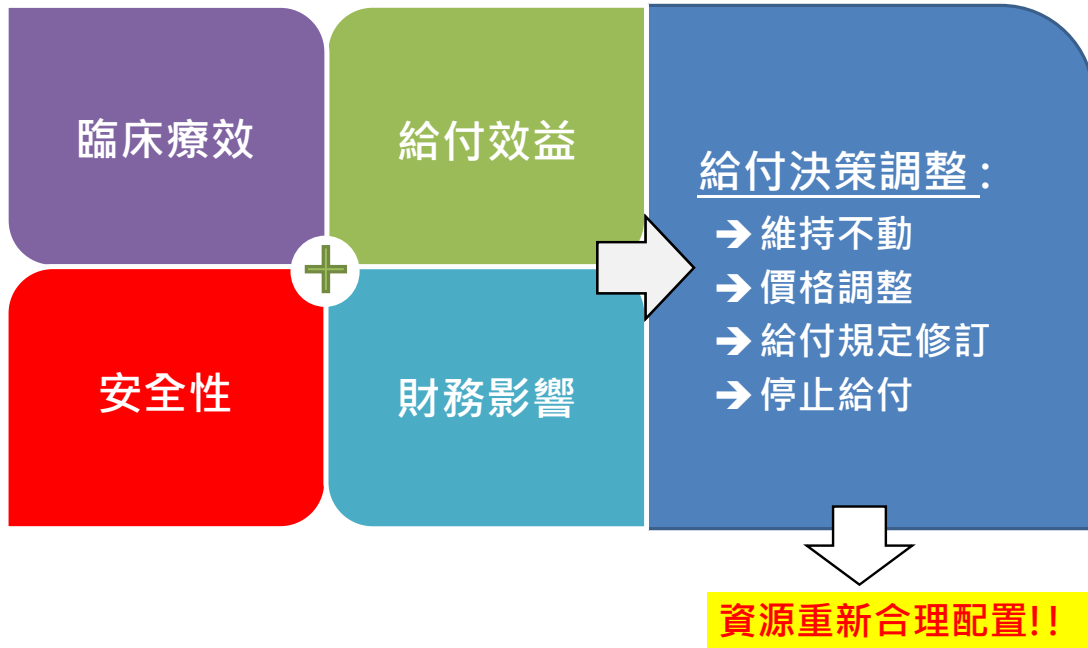 臨床療效
給付效益
安全性
財務影響
給付決策調整:
➔ 維持不動
➔ 價格調整
➔ 給付規定修訂
➔ 停止給付
資源重新合理配置!!